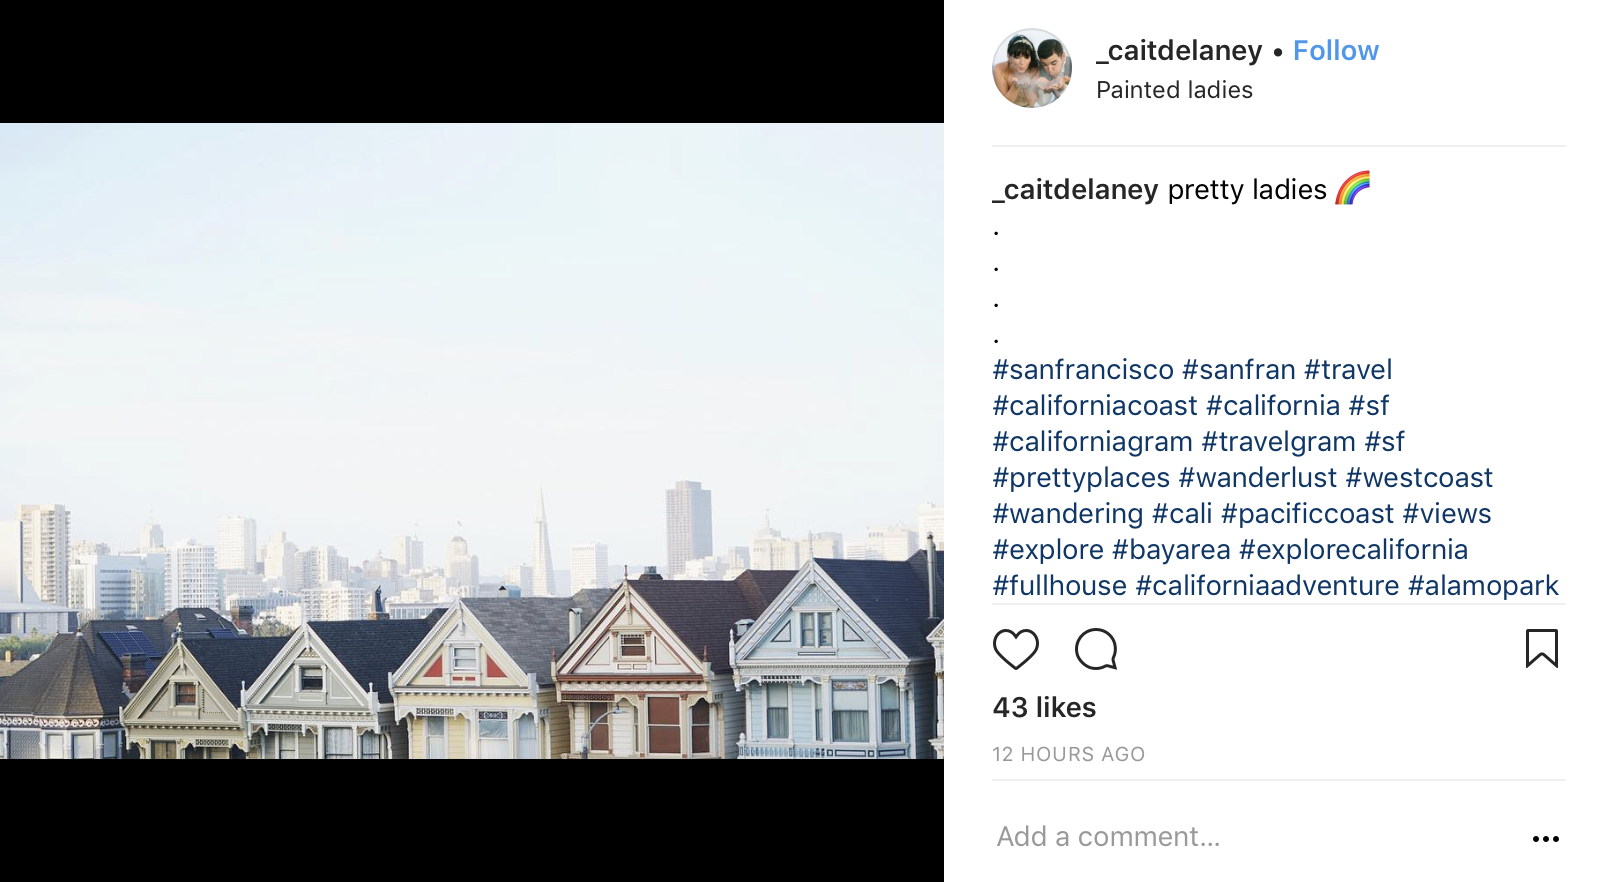 _caitdelaney • Follow
Painted ladies
_caitdelaney pretty ladies 🌈
.
.
.
.
#sanfrancisco #sanfran #travel
#californiacoast #california #sf
#californiagram #travelgram #sf
#prettyplaces #wanderlust #westcoast
#wandering #cali #pacificcoast #views
#explore #bayarea #explorecalifornia
#fullhouse #californiaadventure #alamopark
43 likes
12 HOURS AGO
Add a comment...